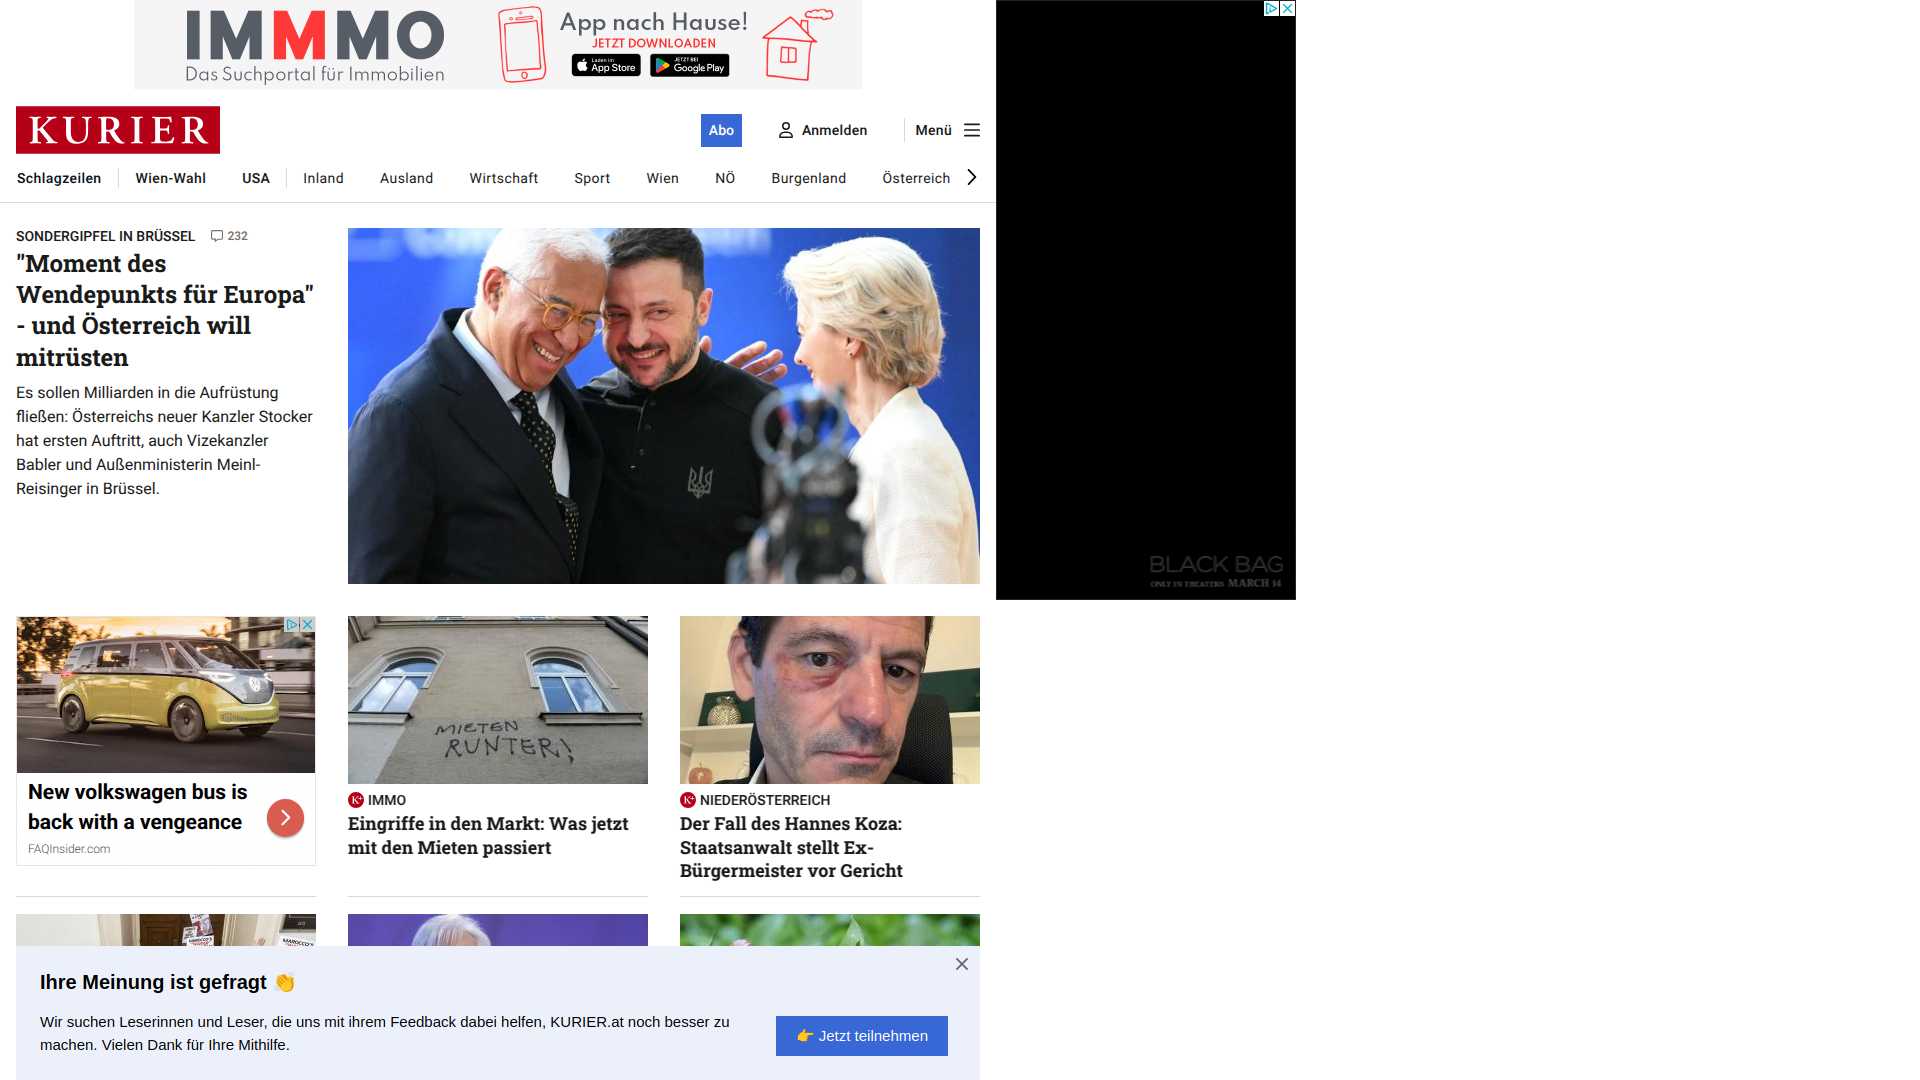 IMMMO
Das Suchportal für Immobilien
App nach Hause!
JETZT DOWNLOADEN
Laden im
App Store
JETZT BEI
Google Play
KURIER
Abo
Anmelden
Menü
Schlagzeilen
Wien-Wahl
USA
Inland
Ausland
Wirtschaft
Sport
Wien
NÖ
Burgenland
Österreich
SONDERGIPFEL IN BRÜSSEL 232
"Moment des
Wendepunkts für Europa"
- und Österreich will
mitrüsten
Es sollen Milliarden in die Aufrüstung
fließen: Österreichs neuer Kanzler Stocker
hat ersten Auftritt, auch Vizekanzler
Babler und Außenministerin Meinl-
Reisinger in Brüssel.
BLACK BAG
ONLY IN THEATERS MARCH 14
New volkswagen bus is
back with a vengeance
FAQInsider.com
MIETEN
RUNTER!
K+ IMMO
Eingriffe in den Markt: Was jetzt
mit den Mieten passiert
K+ NIEDERÖSTERREICH
Der Fall des Hannes Koza:
Staatsanwalt stellt Ex-
Bürgermeister vor Gericht
Ihre Meinung ist gefragt 👏
Wir suchen Leserinnen und Leser, die uns mit ihrem Feedback dabei helfen, KURIER.at noch besser zu
machen. Vielen Dank für Ihre Mithilfe.
👉 Jetzt teilnehmen